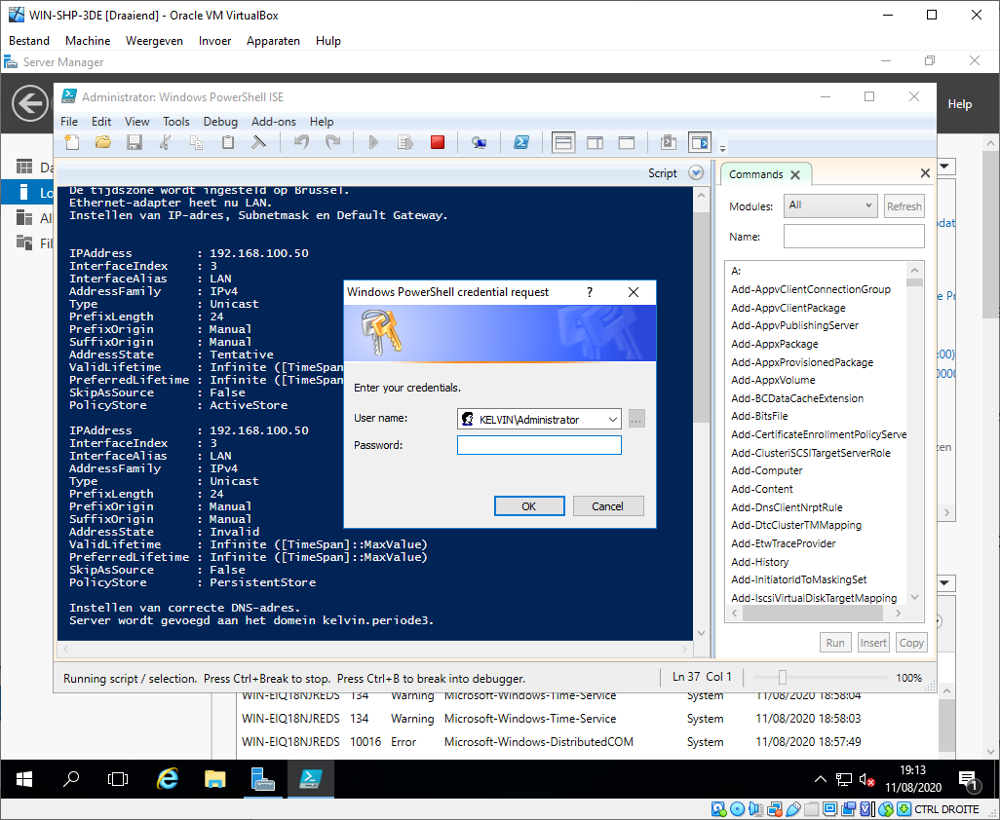 WIN-SHP-3DE [Draaiend] - Oracle VM VirtualBox
Bestand Machine Weergeven Invoer Apparaten Hulp
Server Manager
Help
Administrator: Windows PowerShell ISE
File Edit View Tools Debug Add-ons Help
Script
De tijdszone wordt ingesteld op Brussel.
Ethernet-adapter heet nu LAN.
Instellen van IP-adres, Subnetmask en Default Gateway.
IPAddress : 192.168.100.50
InterfaceIndex : 3
InterfaceAlias : LAN
AddressFamily : IPv4
Type : Unicast
PrefixLength : 24
PrefixOrigin : Manual
SuffixOrigin : Manual
AddressState : Tentative
ValidLifetime : Infinite ([TimeSpan
PreferredLifetime : Infinite ([TimeSpan
SkipAsSource : False
PolicyStore : ActiveStore
IPAddress : 192.168.100.50
InterfaceIndex : 3
InterfaceAlias : LAN
AddressFamily : IPv4
Type : Unicast
PrefixLength : 24
PrefixOrigin : Manual
SuffixOrigin : Manual
AddressState : Invalid
ValidLifetime : Infinite ([TimeSpan]::MaxValue)
PreferredLifetime : Infinite ([TimeSpan]::MaxValue)
SkipAsSource : False
PolicyStore : PersistentStore
Instellen van correcte DNS-adres.
Server wordt gevoegd aan het domein kelvin.periode3.
Windows PowerShell credential request ?
Enter your credentials.
User name: KELVIN\Administrator ...
Password:
OK Cancel
Commands
Modules: All Refresh
Name:
A:
Add-AppvClientConnectionGroup
Add-AppvClientPackage
Add-AppvPublishingServer
Add-AppxPackage
Add-AppxProvisionedPackage
Add-AppxVolume
Add-BCDataCacheExtension
Add-BitsFile
Add-CertificateEnrollmentPolicyServe
Add-ClusteriSCSITargetServerRole
Add-Computer
Add-Content
Add-DnsClientNrptRule
Add-DtcClusterTMMapping
Add-EtwTraceProvider
Add-History
Add-InitiatorIdToMaskingSet
Add-IscsiVirtualDiskTargetMapping
Run Insert Copy
Running script / selection. Press Ctrl+Break to stop. Press Ctrl+B to break into debugger.
Ln 37 Col 1 100%
WIN-EIQ18NJREDS 134 Warning Microsoft-Windows-Time-Service System 11/08/2020 18:58:04
WIN-EIQ18NJREDS 134 Warning Microsoft-Windows-Time-Service System 11/08/2020 18:58:03
WIN-EIQ18NJREDS 10016 Error Microsoft-Windows-DistributedCOM System 11/08/2020 18:57:49
19:13
11/08/2020
1
CTRL DROITE